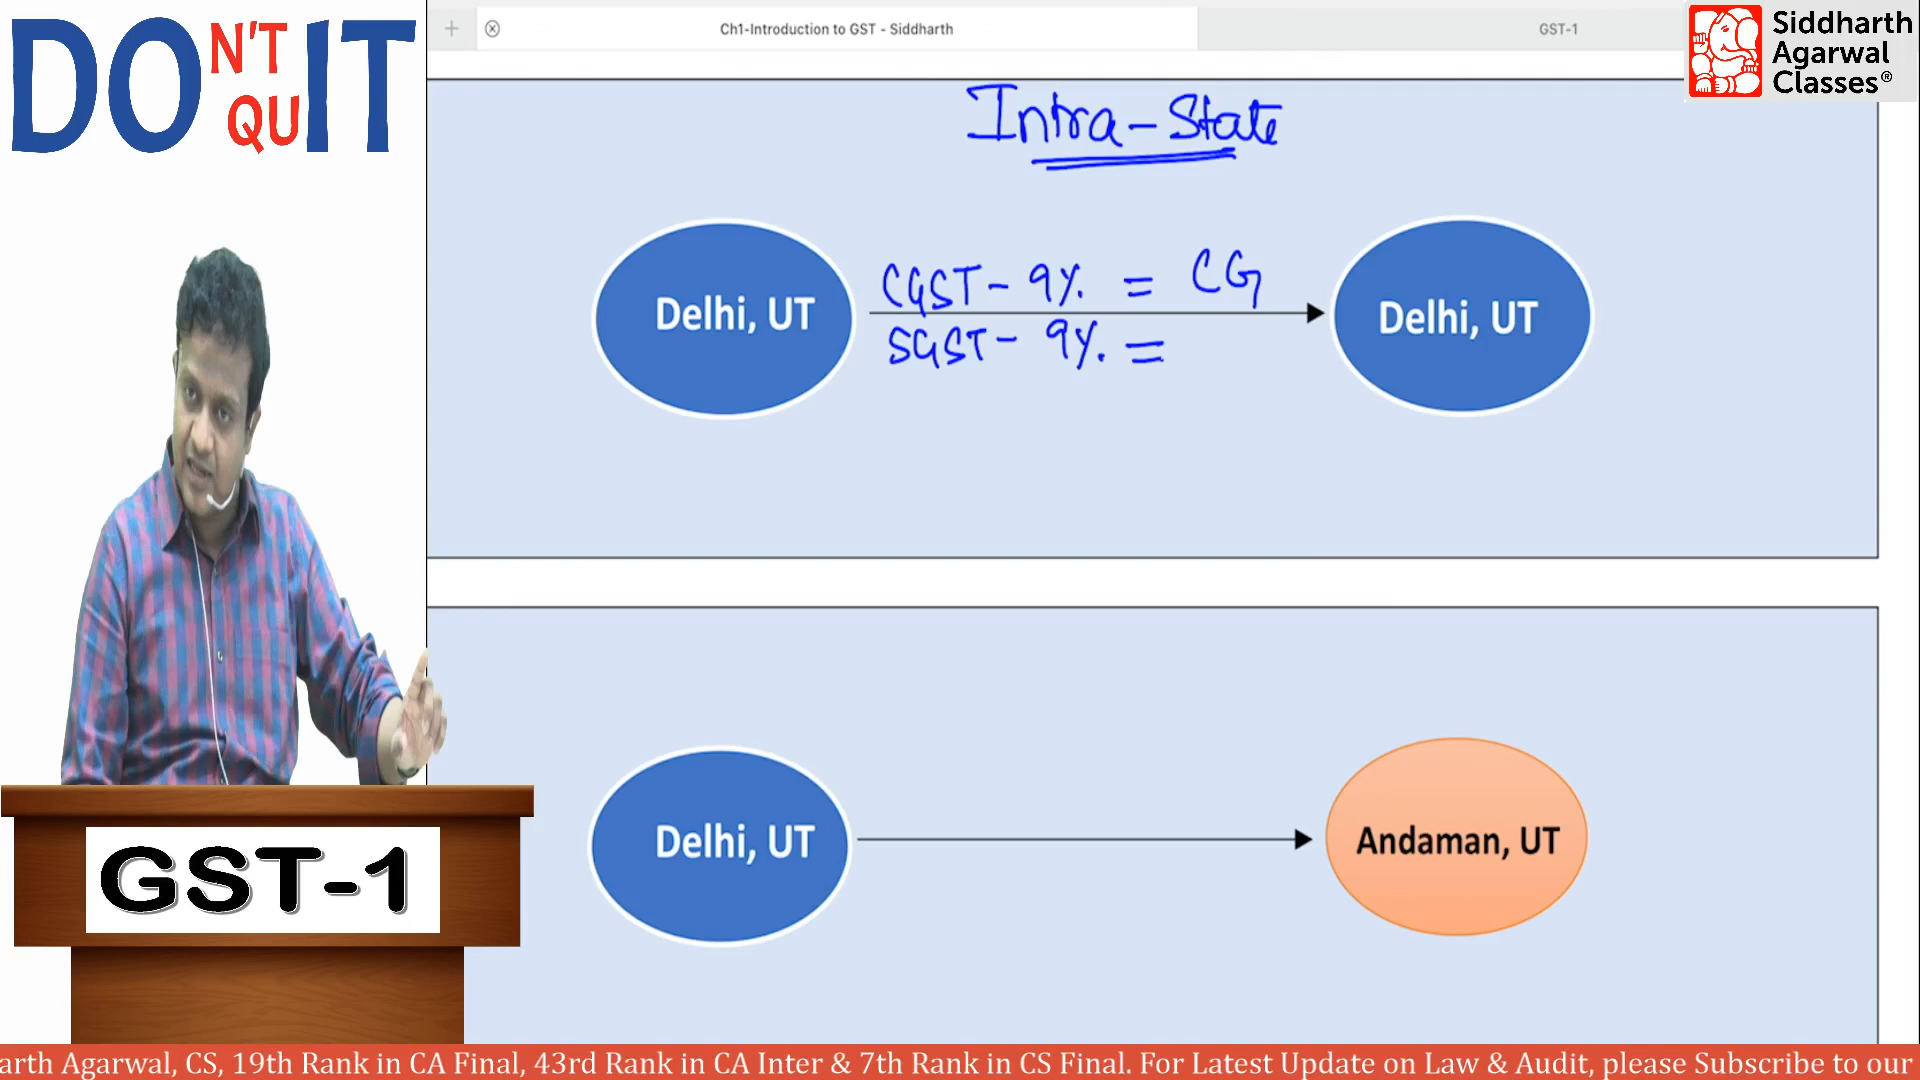 DON'T QUIT
Ch1-Introduction to GST - Siddharth
GST-1
Siddharth
Agarwal
Classes®
Intra-State
Delhi, UT
CGST - 9% = CG
SGST - 9% =
Delhi, UT
Delhi, UT
Andaman, UT
GST-1
arth Agarwal, CS, 19th Rank in CA Final, 43rd Rank in CA Inter & 7th Rank in CS Final. For Latest Update on Law & Audit, please Subscribe to our